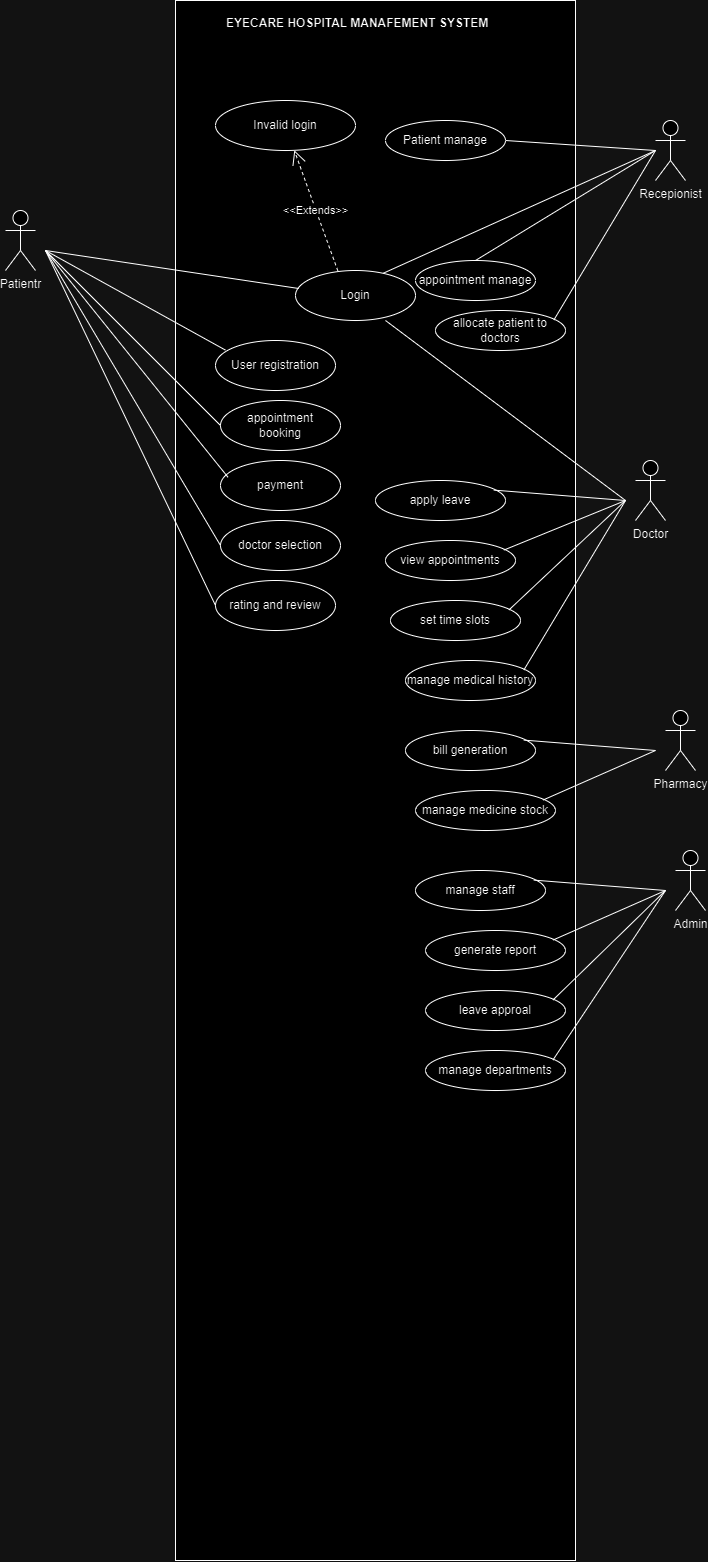 EYECARE HOSPITAL MANAFEMENT SYSTEM
Invalid login
Patient manage
Recepionist
<<Extends>>
Patientr
Login
appointment manage
allocate patient to
doctors
User registration
appointment
booking
payment
doctor selection
rating and review
apply leave
Doctor
view appointments
set time slots
manage medical history
bill generation
Pharmacy
manage medicine stock
manage staff
Admin
generate report
leave approal
manage departments